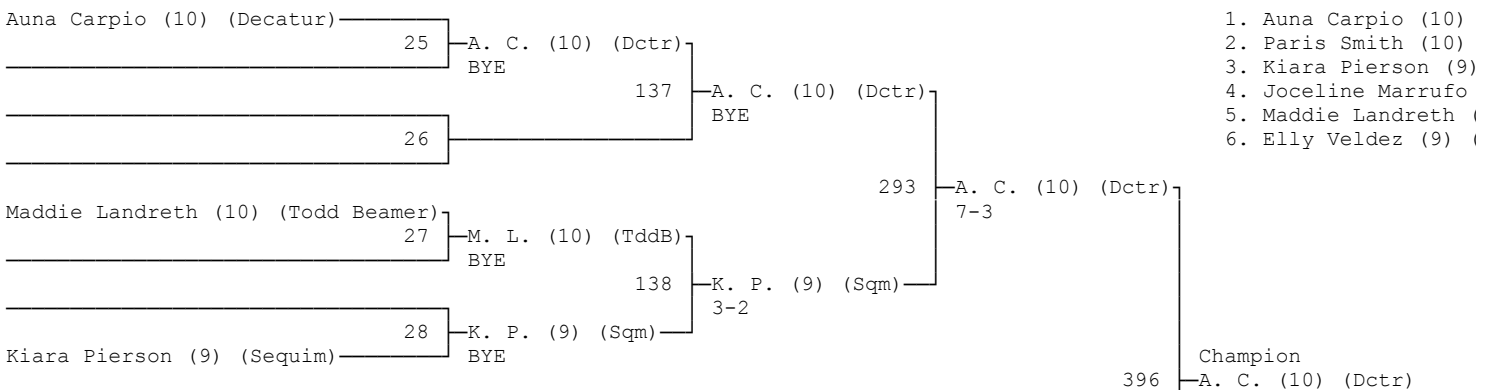 Auna Carpio (10) (Decatur)
1. Auna Carpio (10)
25 A. C. (10) (Dctr)
2. Paris Smith (10)
BYE
3. Kiara Pierson (9)
137 A. C. (10) (Dctr)
4. Joceline Marrufo
BYE
5. Maddie Landreth (
26
6. Elly Veldez (9) (
293 A. C. (10) (Dctr)
Maddie Landreth (10) (Todd Beamer)
7-3
27 M. L. (10) (TddB)
BYE
138 K. P. (9) (Sqm)
3-2
28 K. P. (9) (Sqm)
Kiara Pierson (9) (Sequim)
BYE
Champion
396 A. C. (10) (Dctr)